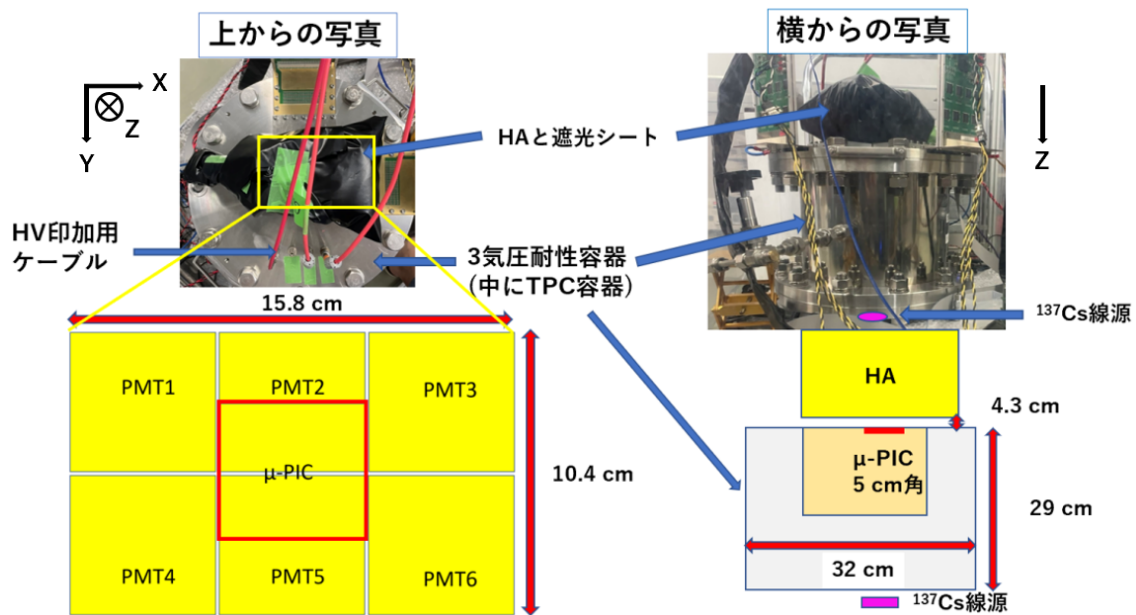 上からの写真
横からの写真
X
Z
Y
Z
HAと遮光シート
HV印加用
ケーブル
3気圧耐性容器
(中にTPC容器)
15.8 cm
¹³⁷Cs線源
PMT1
PMT2
PMT3
HA
4.3 cm
μ-PIC
10.4 cm
μ-PIC
5 cm角
29 cm
PMT4
PMT5
PMT6
32 cm
¹³⁷Cs線源